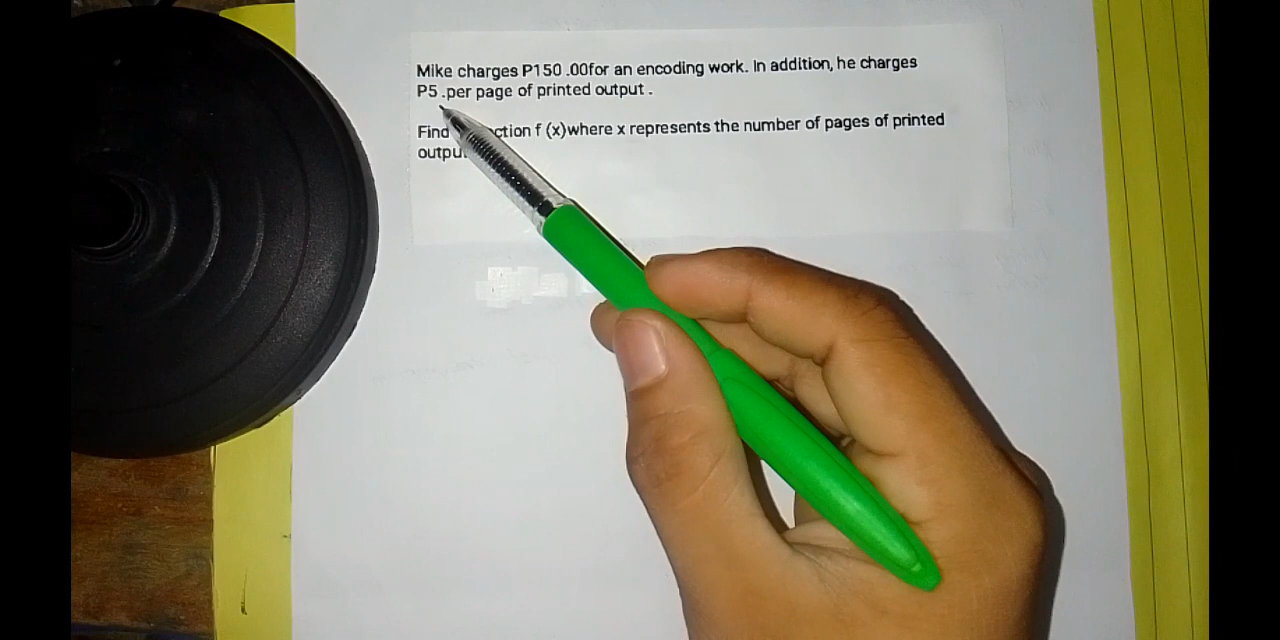 Mike charges P150 .00for an encoding work. In addition, he charges
P5 .per page of printed output .
Find ction f (x)where x represents the number of pages of printed
outpu